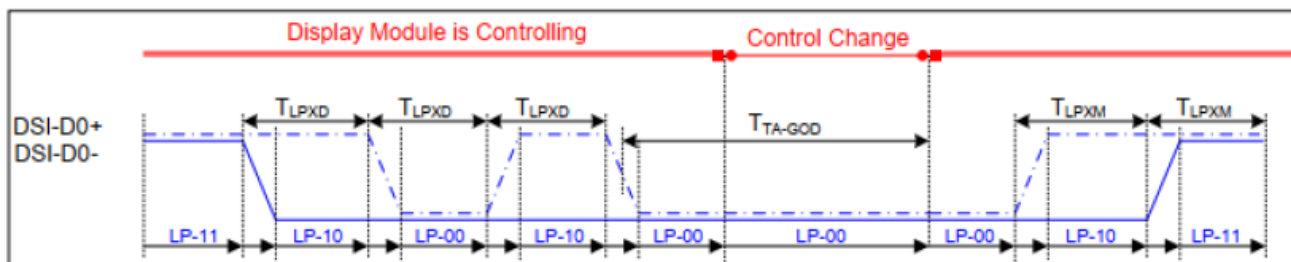 Display Module is Controlling Control Change
TLPXD TLPXD TLPXD TLPXM TLPXM
DSI-D0+
TTA-GOD
DSI-D0-
LP-11 LP-10 LP-00 LP-10 LP-00 LP-00 LP-00 LP-10 LP-11